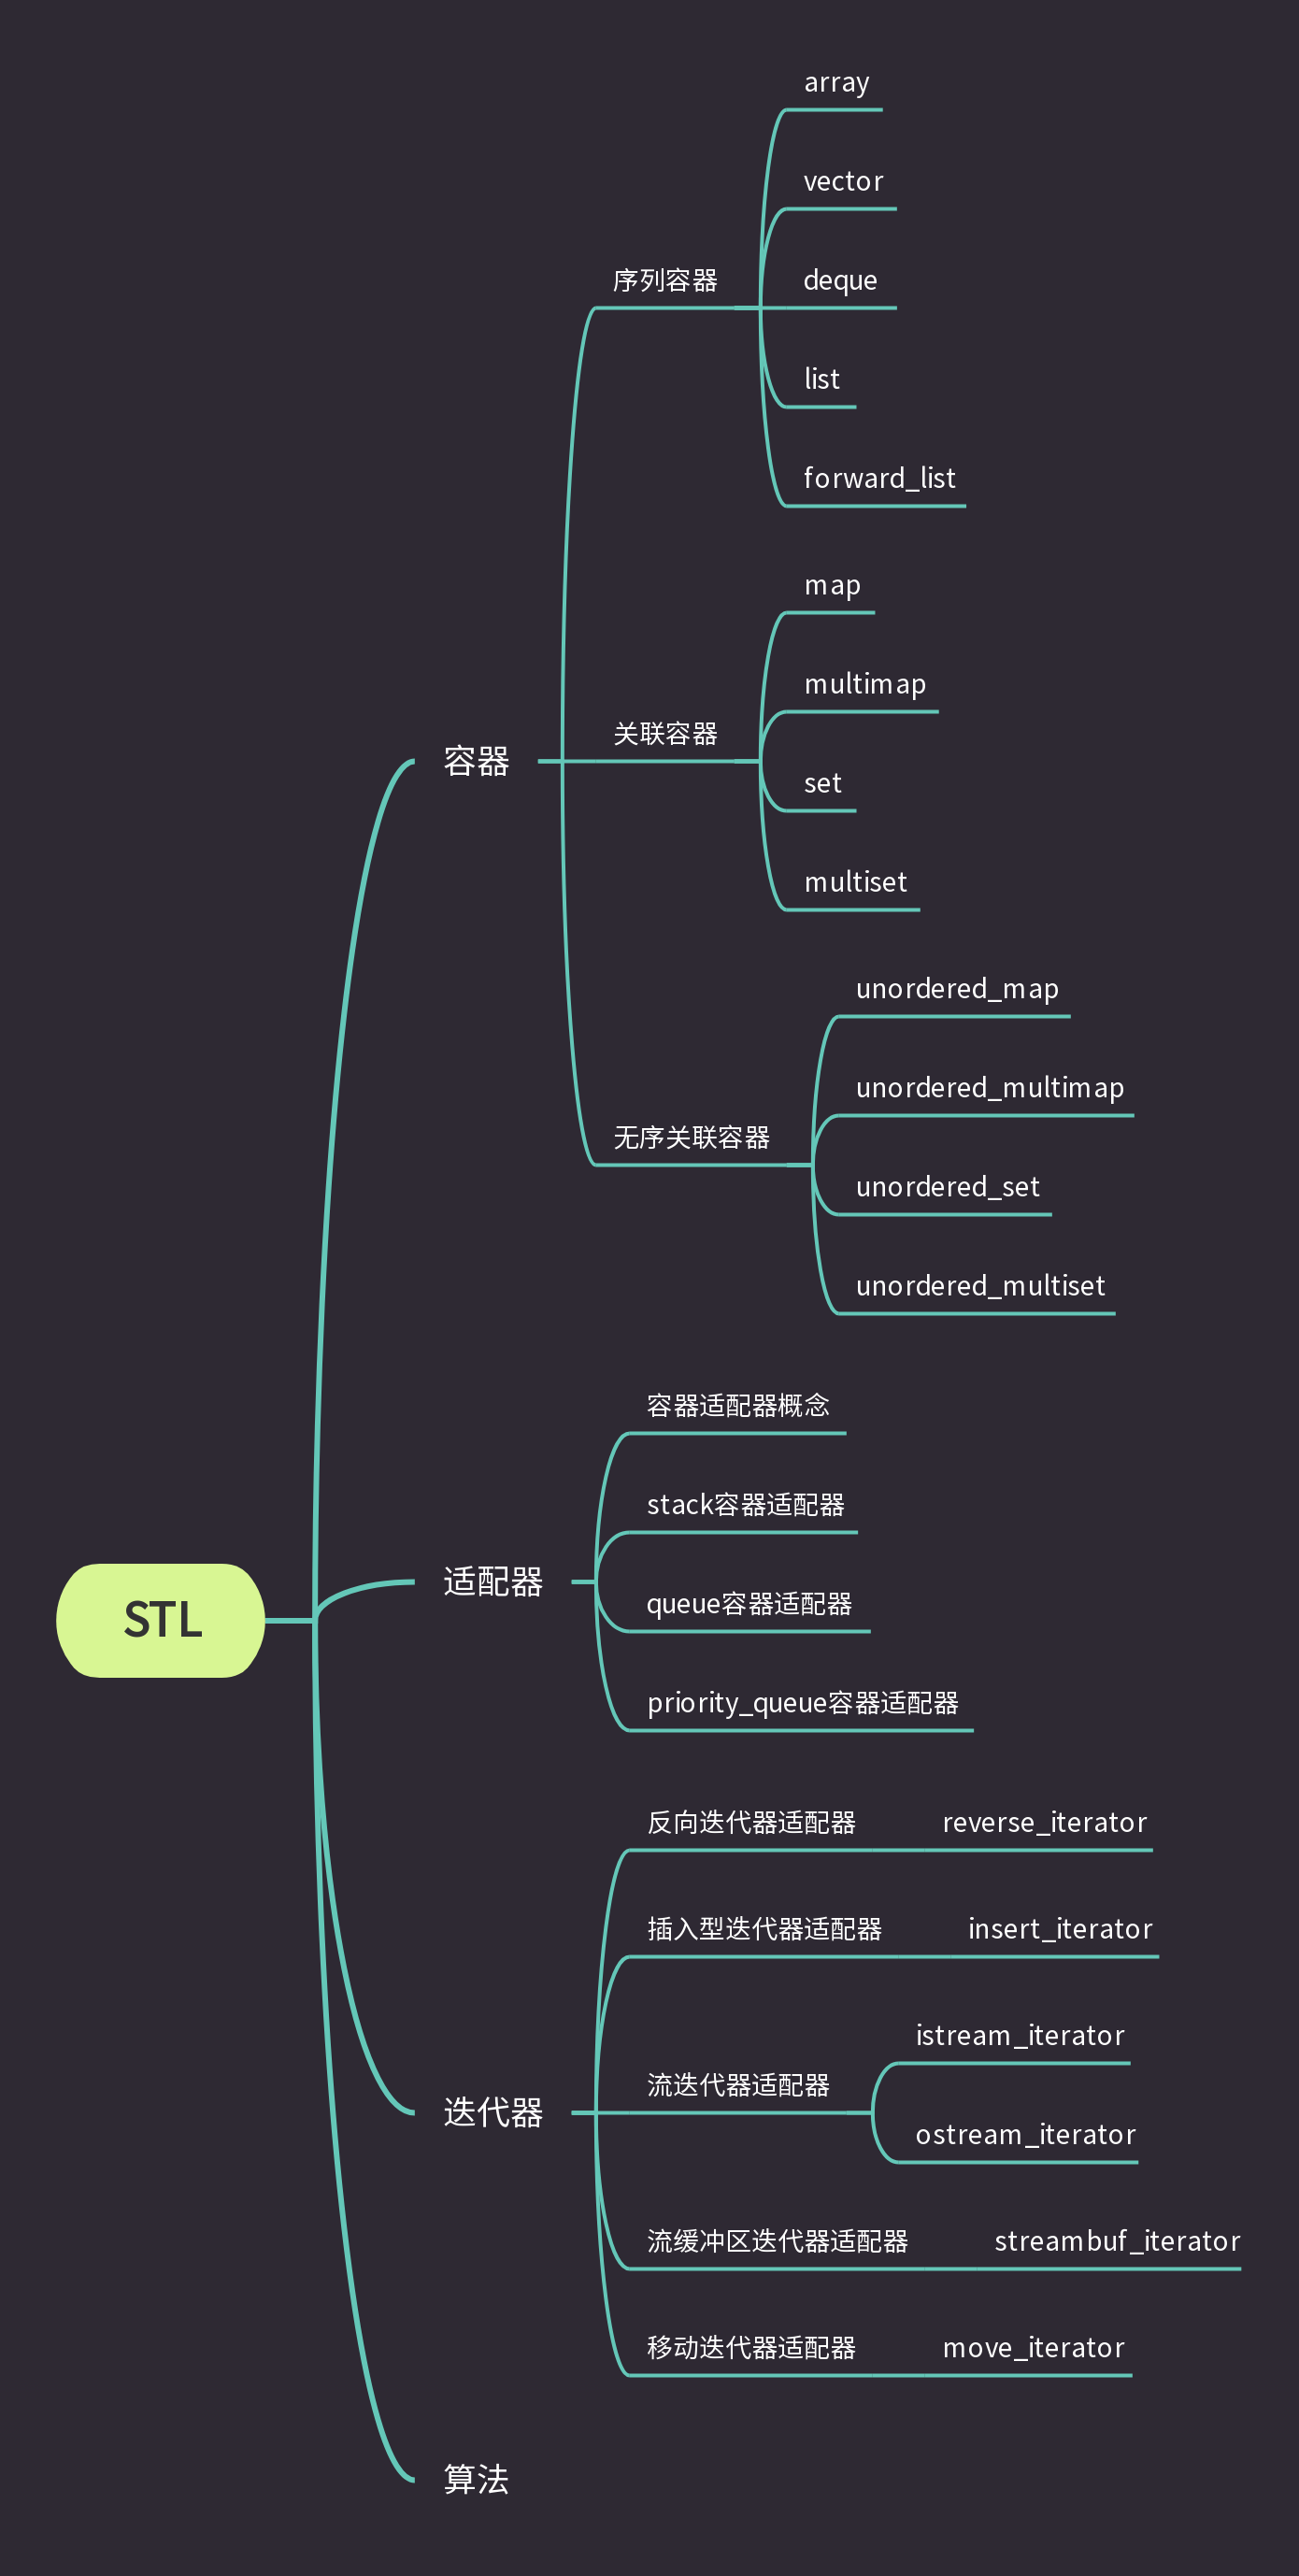 STL
容器
序列容器
array
vector
deque
list
forward_list
关联容器
map
multimap
set
multiset
无序关联容器
unordered_map
unordered_multimap
unordered_set
unordered_multiset
适配器
容器适配器概念
stack容器适配器
queue容器适配器
priority_queue容器适配器
迭代器
反向迭代器适配器
reverse_iterator
插入型迭代器适配器
insert_iterator
流迭代器适配器
istream_iterator
ostream_iterator
流缓冲区迭代器适配器
streambuf_iterator
移动迭代器适配器
move_iterator
算法